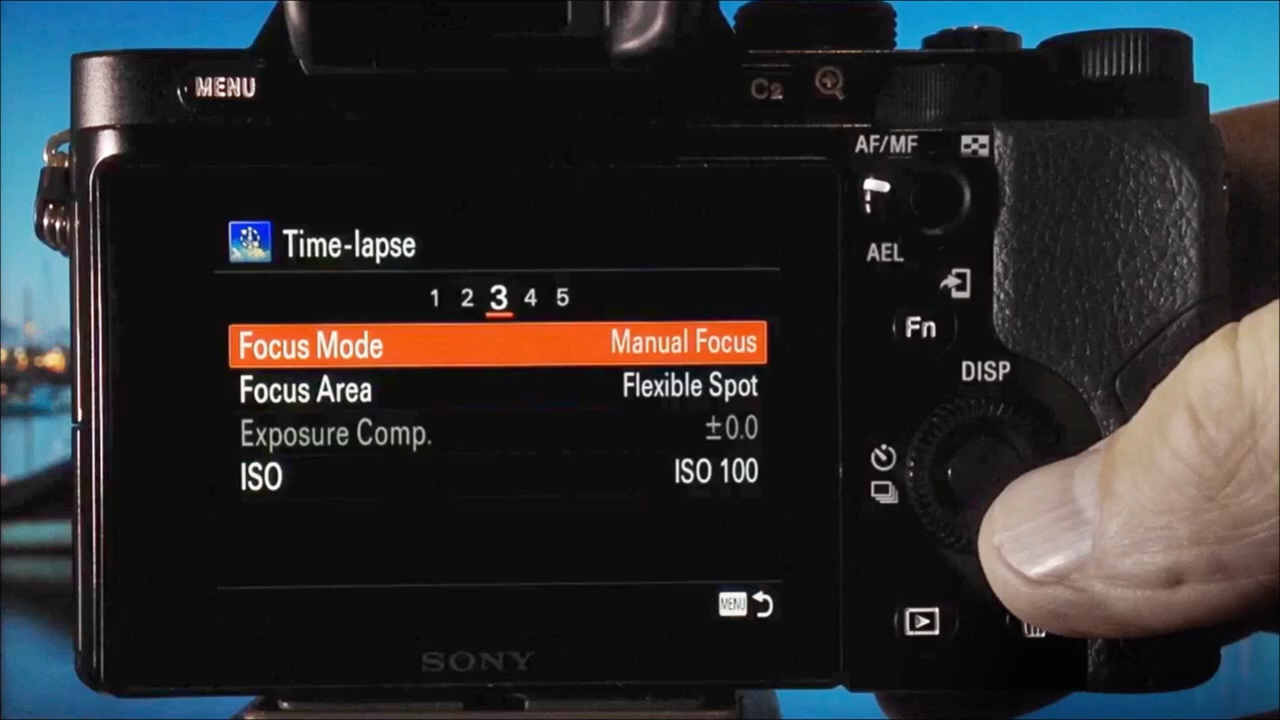 MENU
C2
AF/MF
AEL
Fn
DISP
Time-lapse
1 2 3 4 5
Focus Mode Manual Focus
Focus Area Flexible Spot
Exposure Comp. ±0.0
ISO ISO 100
MENU
SONY